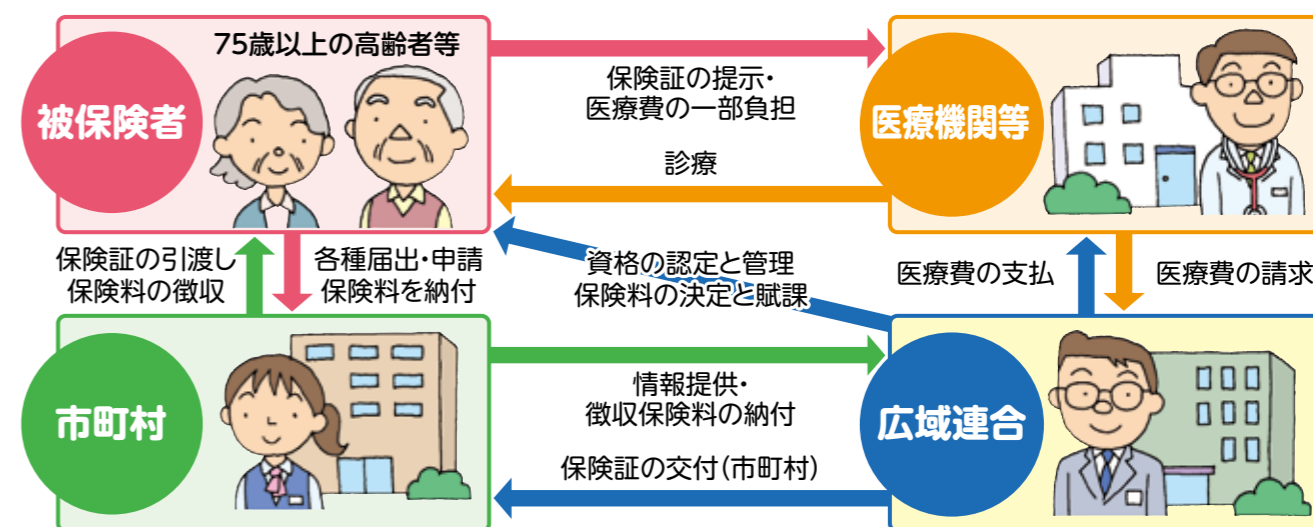 75歳以上の高齢者等
被保険者
保険証の提示・
医療費の一部負担
診療
医療機関等
保険証の引渡し
保険料の徴収
各種届出・申請
保険料を納付
資格の認定と管理
保険料の決定と賦課
医療費の支払
医療費の請求
市町村
情報提供・
徴収保険料の納付
保険証の交付(市町村)
広域連合